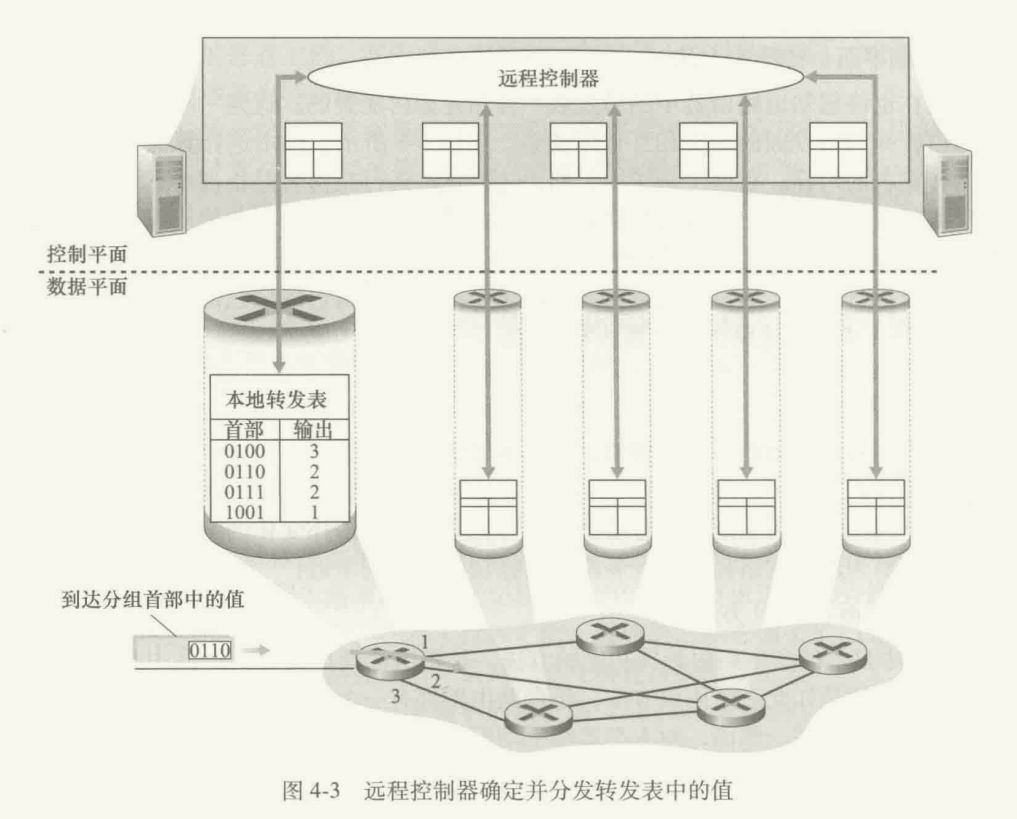 远程控制器
控制平面
数据平面
本地转发表
首部 输出
0100 3
0110 2
0111 2
1001 1
到达分组首部中的值
0110
1
2
3
图 4-3 远程控制器确定并分发转发表中的值